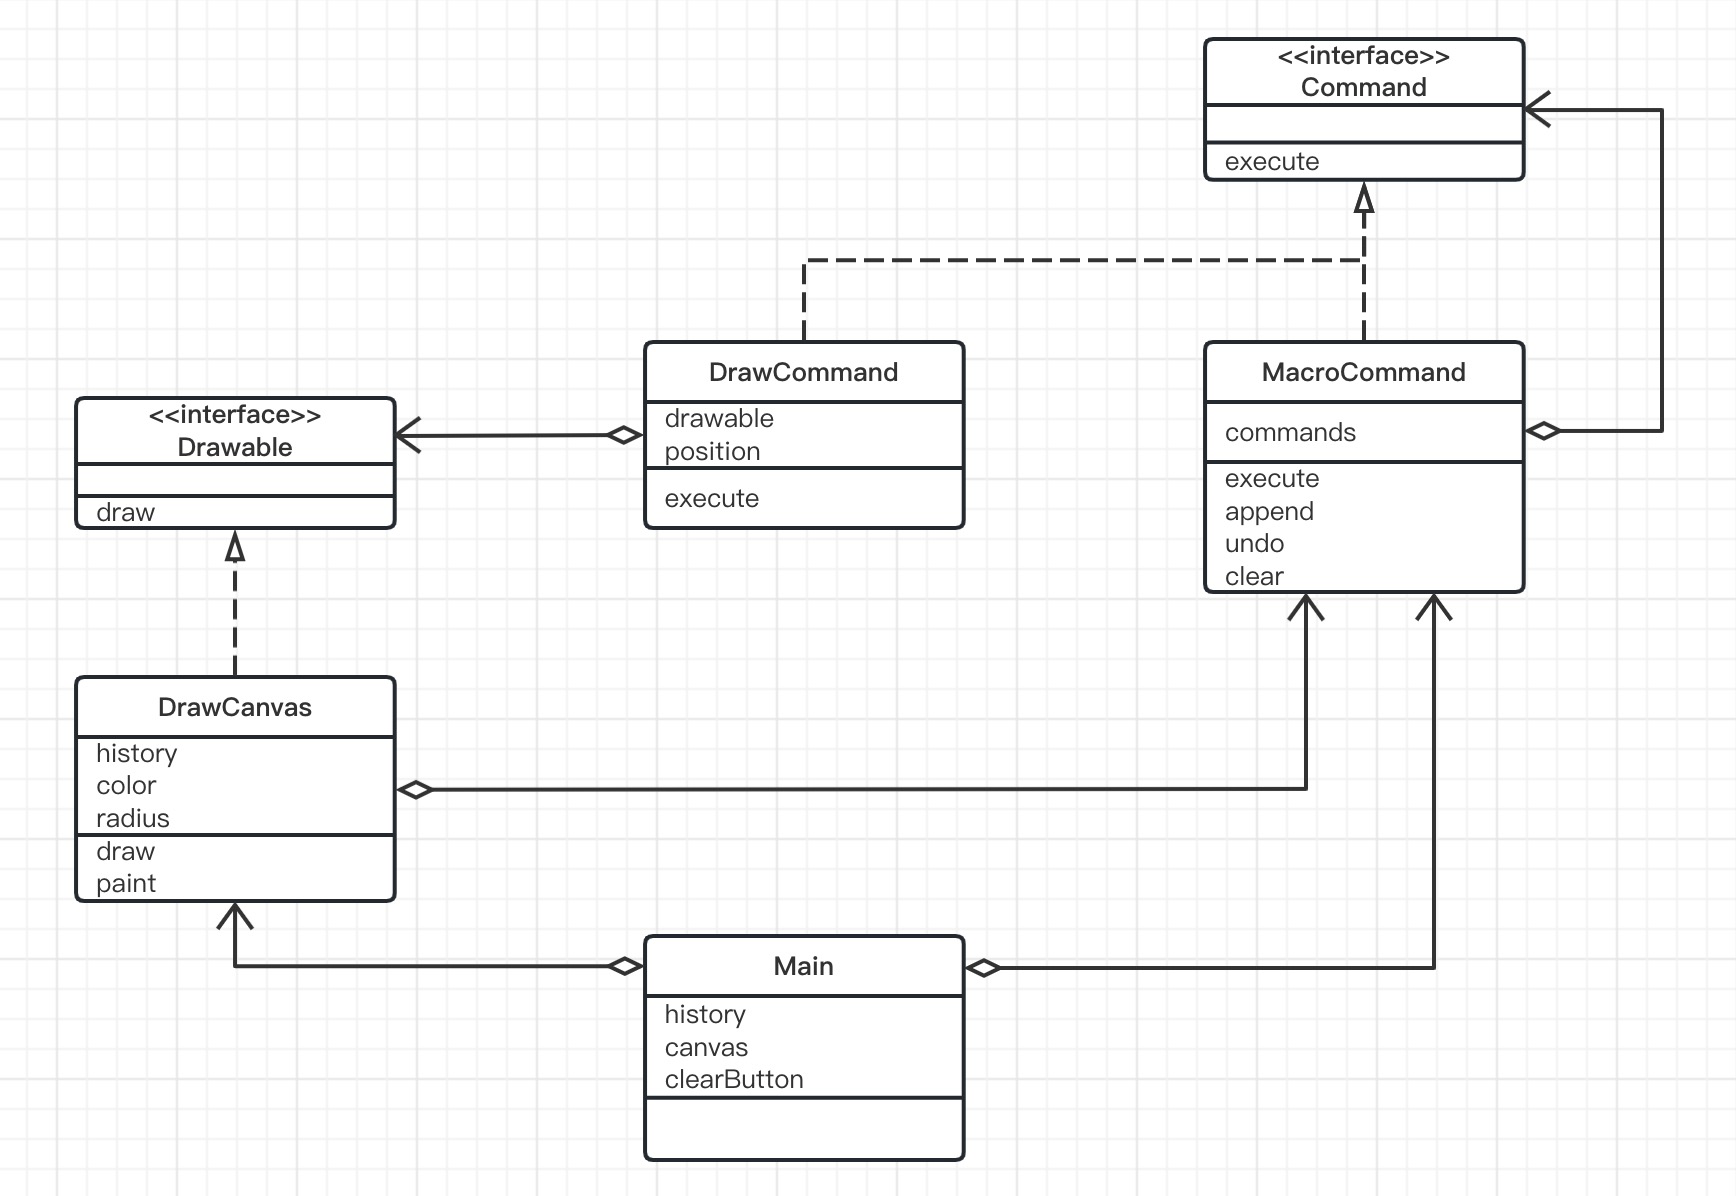 <<interface>>
Command
execute
DrawCommand
drawable
position
execute
MacroCommand
commands
execute
append
undo
clear
<<interface>>
Drawable
draw
DrawCanvas
history
color
radius
draw
paint
Main
history
canvas
clearButton